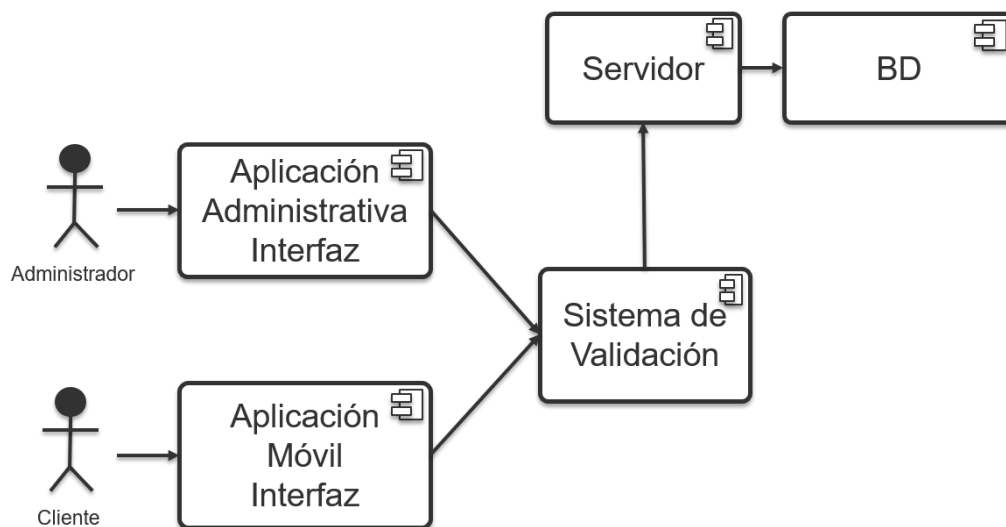 Servidor
BD
Aplicación
Administrativa
Interfaz
Administrador
Sistema de
Validación
Aplicación
Móvil
Interfaz
Cliente